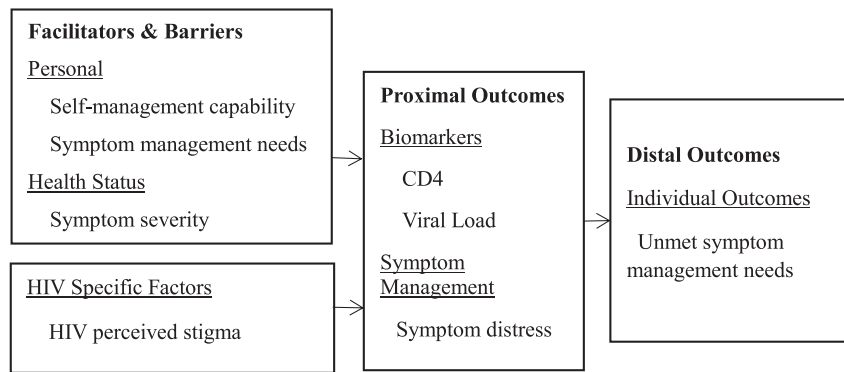 Facilitators & Barriers
Personal
Self-management capability
Symptom management needs
Health Status
Symptom severity
HIV Specific Factors
HIV perceived stigma
Proximal Outcomes
Biomarkers
CD4
Viral Load
Symptom
Management
Symptom distress
Distal Outcomes
Individual Outcomes
Unmet symptom
management needs